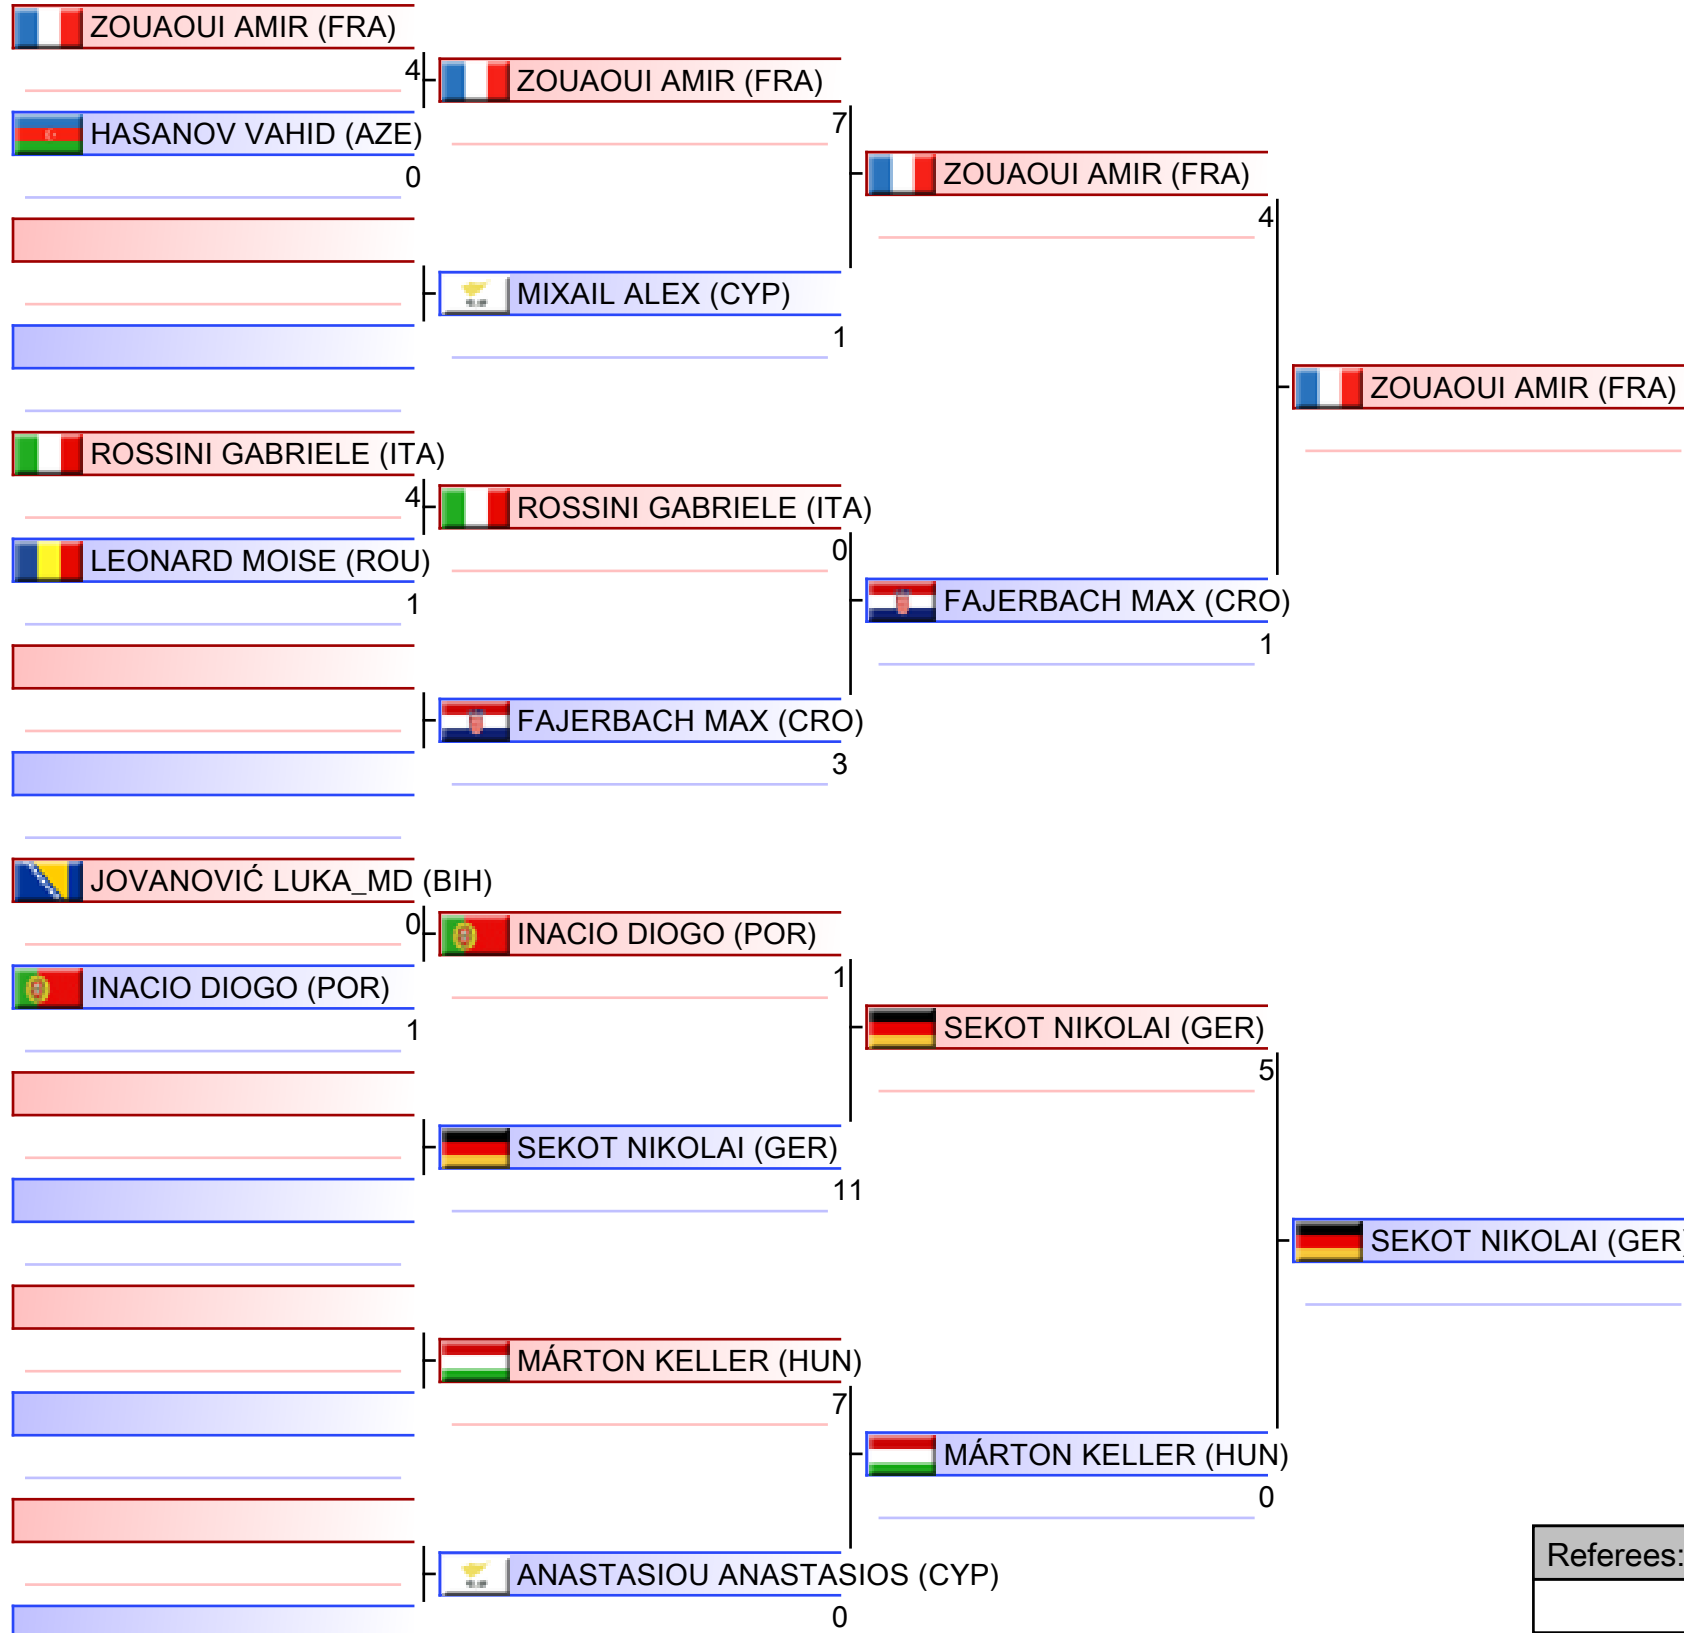 ZOUAOUI AMIR (FRA)
4
ZOUAOUI AMIR (FRA)
7
HASANOV VAHID (AZE)
0
ZOUAOUI AMIR (FRA)
4
MIXAIL ALEX (CYP)
1
ZOUAOUI AMIR (FRA)
ROSSINI GABRIELE (ITA)
4
ROSSINI GABRIELE (ITA)
0
LEONARD MOISE (ROU)
1
FAJERBACH MAX (CRO)
1
FAJERBACH MAX (CRO)
3
JOVANOVIĆ LUKA_MD (BIH)
0
INACIO DIOGO (POR)
1
INACIO DIOGO (POR)
1
SEKOT NIKOLAI (GER)
5
SEKOT NIKOLAI (GER)
11
SEKOT NIKOLAI (GER)
MÁRTON KELLER (HUN)
7
MÁRTON KELLER (HUN)
0
Referees:
ANASTASIOU ANASTASIOS (CYP)
0